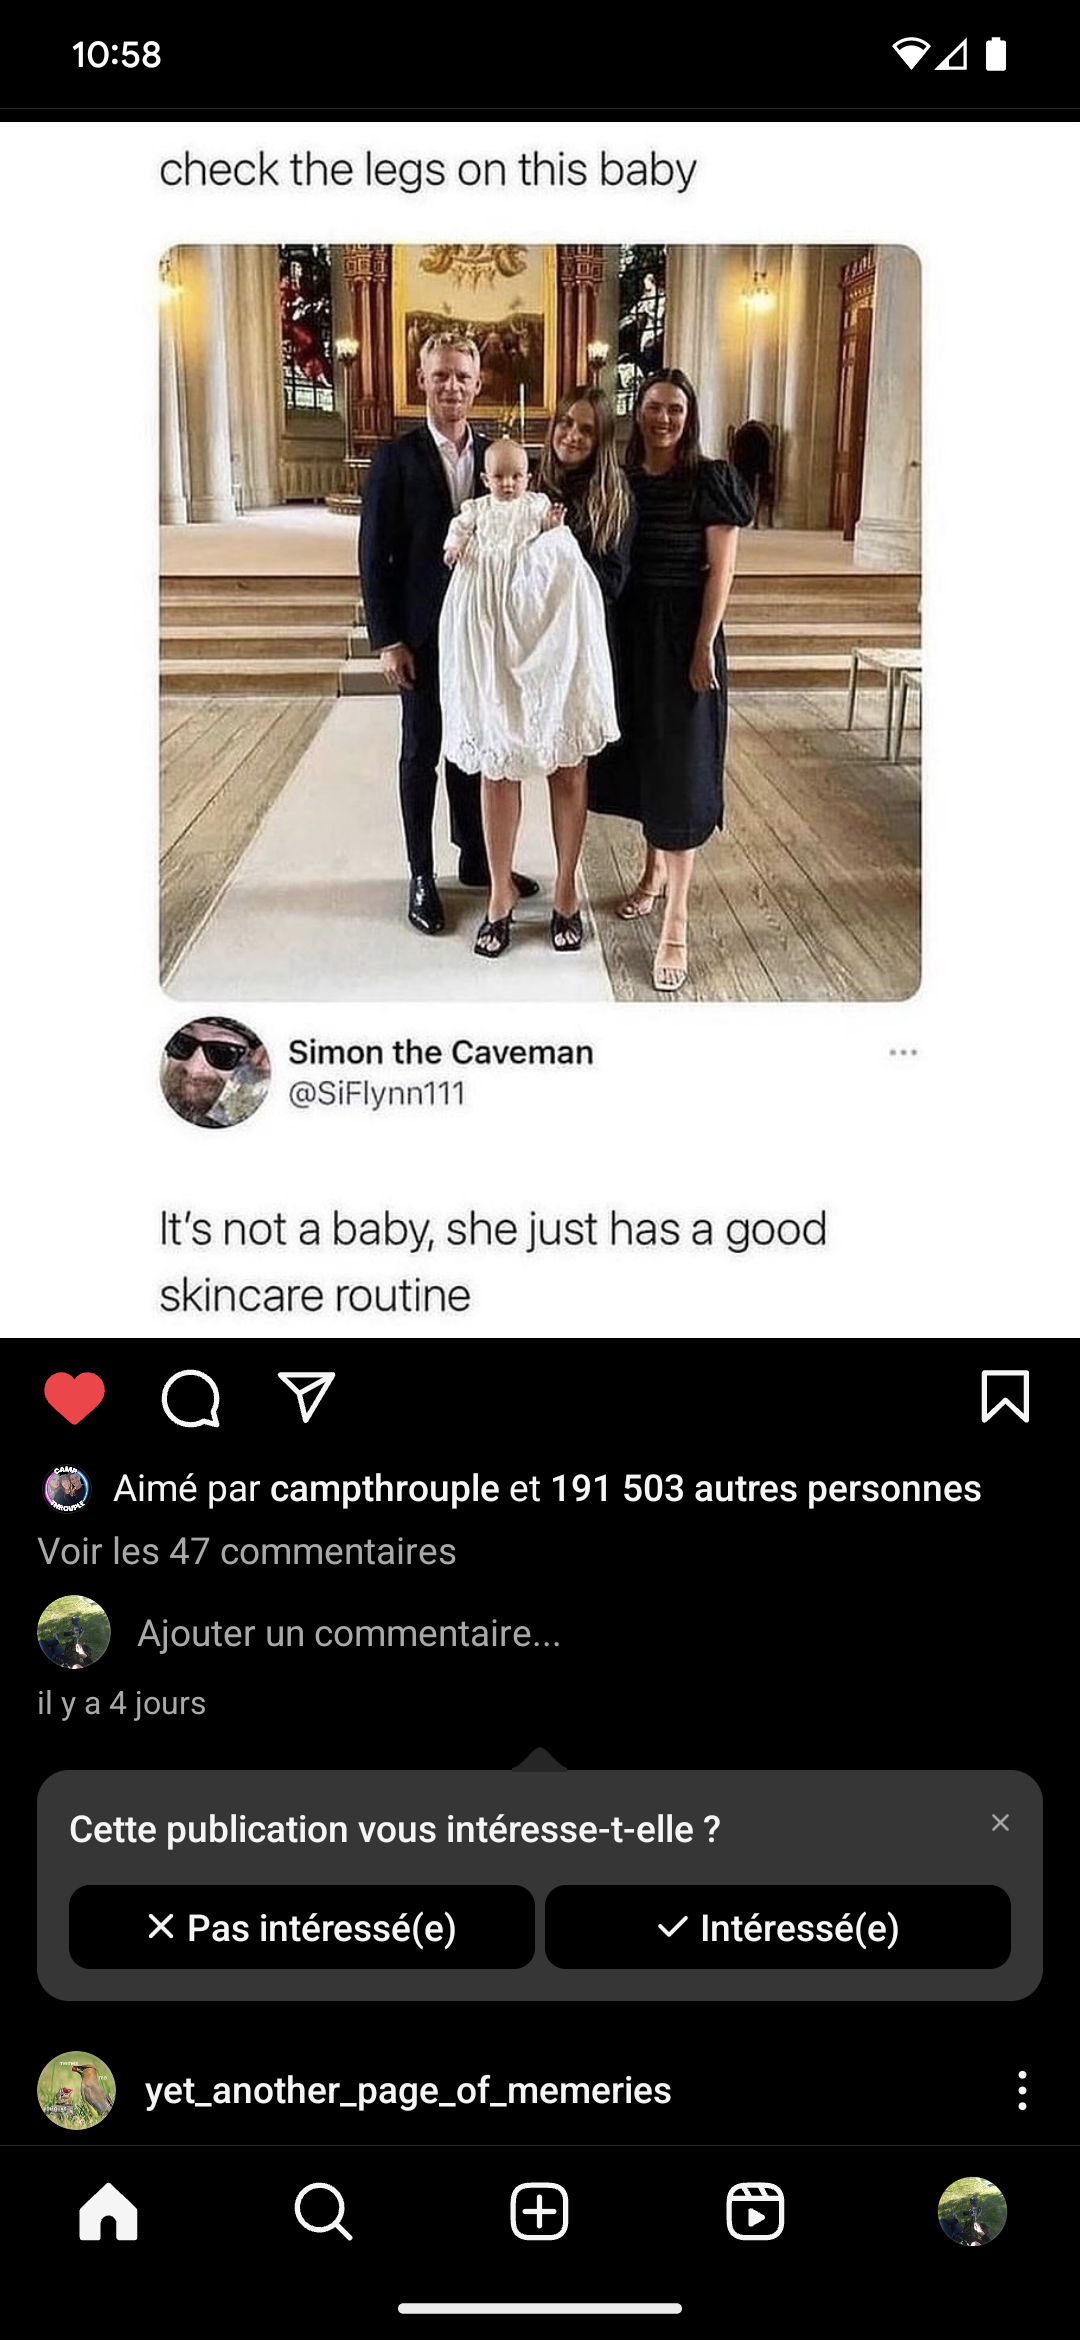 10:58
check the legs on this baby
Simon the Caveman
@SiFlynn111
It's not a baby, she just has a good
skincare routine
Aimé par campthrouple et 191 503 autres personnes
Voir les 47 commentaires
Ajouter un commentaire...
il y a 4 jours
Cette publication vous intéresse-t-elle ?
Pas intéressé(e)
Intéressé(e)
yet_another_page_of_memeries